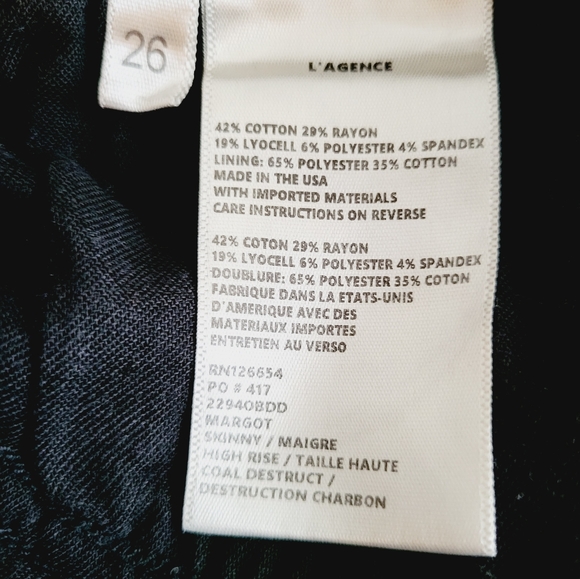 26
L'AGENCE
42% COTTON 29% RAYON
19% LYOCELL 6% POLYESTER 4% SPANDEX
LINING: 65% POLYESTER 35% COTTON
MADE IN THE USA
WITH IMPORTED MATERIALS
CARE INSTRUCTIONS ON REVERSE
42% COTON 29% RAYON
19% LYOCELL 6% POLYESTER 4% SPANDEX
DOUBLURE: 65% POLYESTER 35% COTON
FABRIQUE DANS LA ETATS-UNIS
D'AMERIQUE AVEC DES
MATERIAUX IMPORTES
ENTRETIEN AU VERSO
RN126654
PO # 417
2294OBDD
MARGOT
SKINNY / MAIGRE
HIGH RISE / TAILLE HAUTE
COAL DESTRUCT /
DESTRUCTION CHARBON